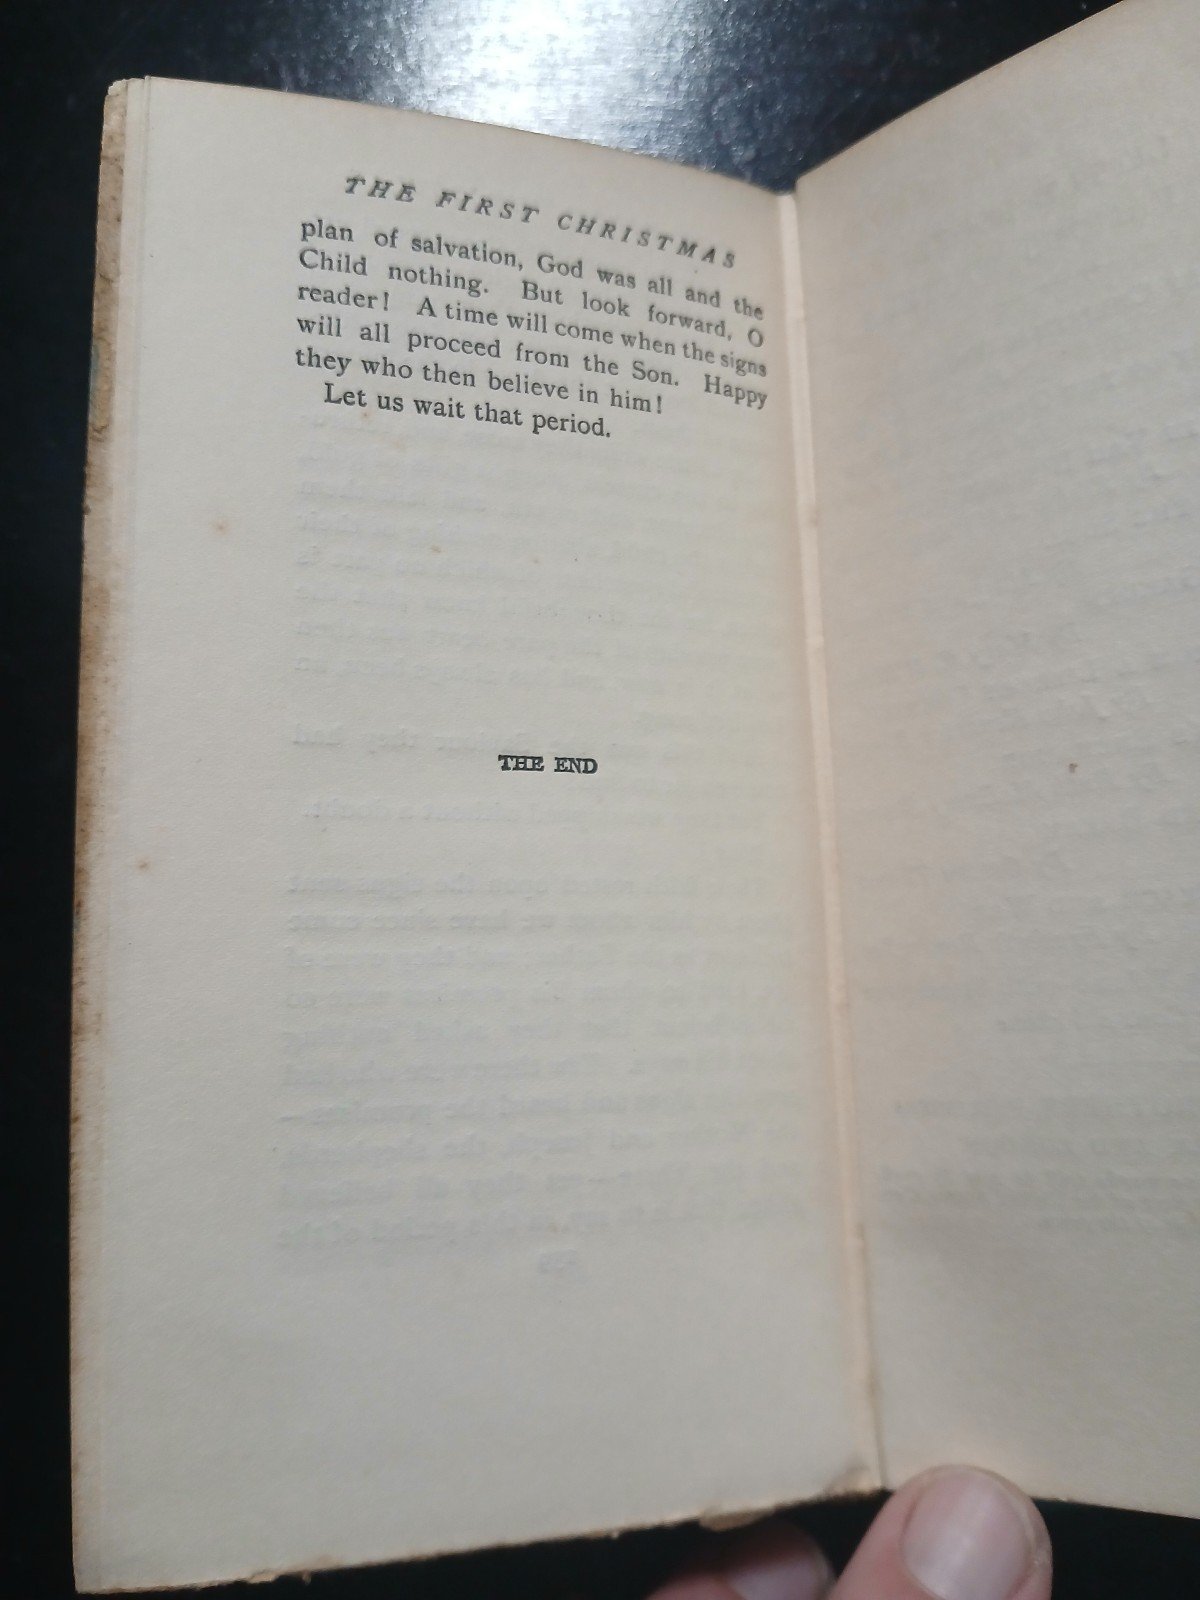 THE FIRST CHRISTMAS
plan of salvation, God was all and the
Child nothing. But look forward, O
reader! A time will come when the signs
will all proceed from the Son. Happy
they who then believe in him!
Let us wait that period.
THE END